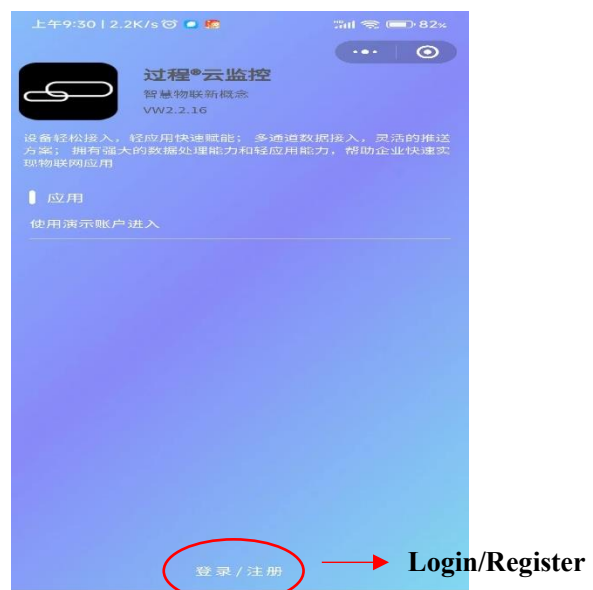 上午9:30 | 2.2K/s
82%
过程®云监控
智慧物联新概念
VW2.2.16
设备轻松接入，轻应用快速赋能；多通道数据接入，灵活的推送
方案；拥有强大的数据处理能力和轻应用能力，帮助企业快速实
现物联网应用
应用
使用演示账户进入
登录/注册
Login/Register